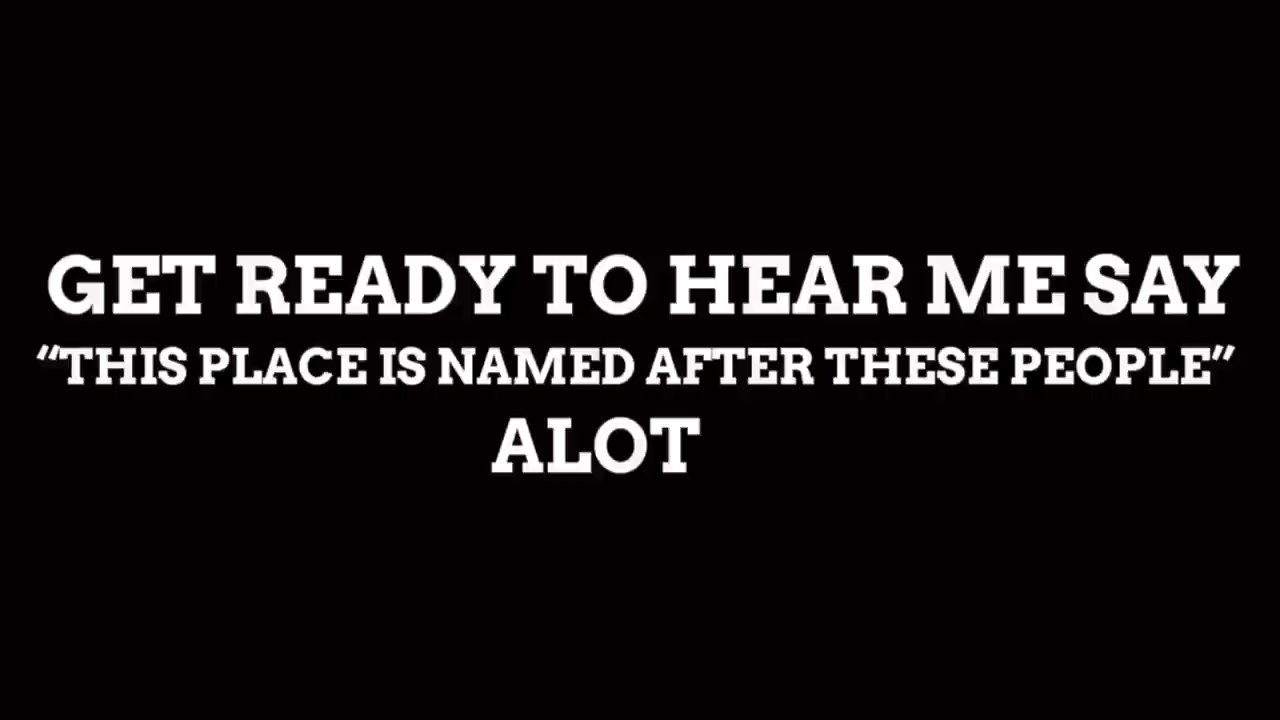 GET READY TO HEAR ME SAY
“THIS PLACE IS NAMED AFTER THESE PEOPLE”
ALOT